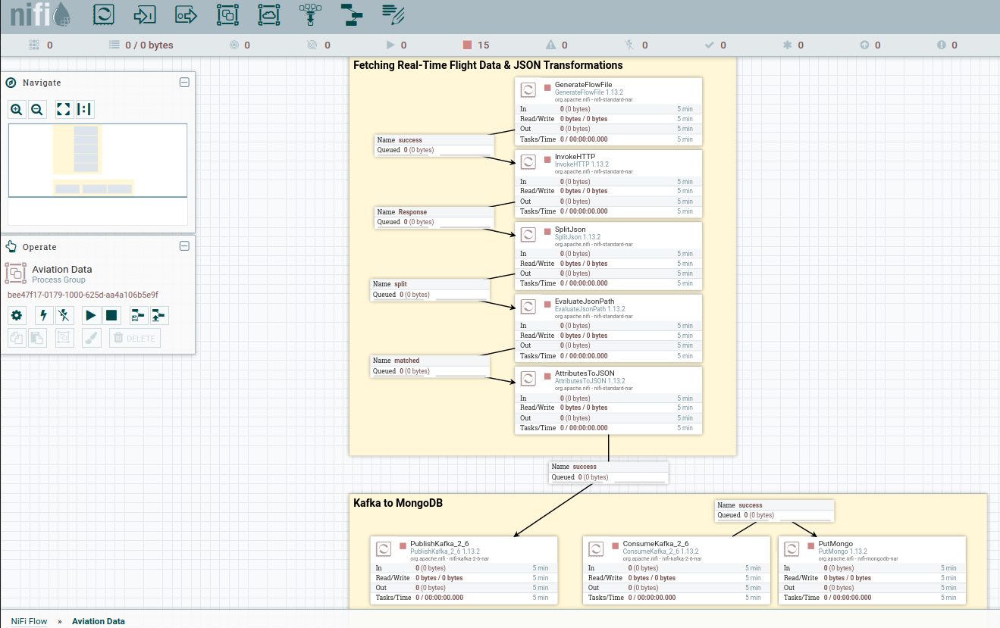 nifi
0 0 / 0 bytes 0 0 0 15 0 0 0 0 0 0
Navigate
Operate
Aviation Data
Process Group
bee47f17-0179-1000-625d-aa4a106b5e9f
DELETE
Fetching Real-Time Flight Data & JSON Transformations
GenerateFlowFile
GenerateFlowFile 1.13.2
org.apache.nifi - nifi-standard-nar
In 0 (0 bytes) 5 min
Read/Write 0 bytes / 0 bytes 5 min
Out 0 (0 bytes) 5 min
Tasks/Time 0 / 00:00:00.000 5 min
Name success
Queued 0 (0 bytes)
InvokeHTTP
InvokeHTTP 1.13.2
org.apache.nifi - nifi-standard-nar
In 0 (0 bytes) 5 min
Read/Write 0 bytes / 0 bytes 5 min
Out 0 (0 bytes) 5 min
Tasks/Time 0 / 00:00:00.000 5 min
Name Response
Queued 0 (0 bytes)
SplitJson
SplitJson 1.13.2
org.apache.nifi - nifi-standard-nar
In 0 (0 bytes) 5 min
Read/Write 0 bytes / 0 bytes 5 min
Out 0 (0 bytes) 5 min
Tasks/Time 0 / 00:00:00.000 5 min
Name split
Queued 0 (0 bytes)
EvaluateJsonPath
EvaluateJsonPath 1.13.2
org.apache.nifi - nifi-standard-nar
In 0 (0 bytes) 5 min
Read/Write 0 bytes / 0 bytes 5 min
Out 0 (0 bytes) 5 min
Tasks/Time 0 / 00:00:00.000 5 min
Name matched
Queued 0 (0 bytes)
AttributesToJSON
AttributesToJSON 1.13.2
org.apache.nifi - nifi-standard-nar
In 0 (0 bytes) 5 min
Read/Write 0 bytes / 0 bytes 5 min
Out 0 (0 bytes) 5 min
Tasks/Time 0 / 00:00:00.000 5 min
Name success
Queued 0 (0 bytes)
Kafka to MongoDB
Name success
Queued 0 (0 bytes)
PublishKafka_2_6
PublishKafka_2_6 1.13.2
org.apache.nifi - nifi-kafka-2-6-nar
In 0 (0 bytes) 5 min
Read/Write 0 bytes / 0 bytes 5 min
Out 0 (0 bytes) 5 min
Tasks/Time 0 / 00:00:00.000 5 min
ConsumeKafka_2_6
ConsumeKafka_2_6 1.13.2
org.apache.nifi - nifi-kafka-2-6-nar
In 0 (0 bytes) 5 min
Read/Write 0 bytes / 0 bytes 5 min
Out 0 (0 bytes) 5 min
Tasks/Time 0 / 00:00:00.000 5 min
PutMongo
PutMongo 1.13.2
org.apache.nifi - nifi-mongodb-nar
In 0 (0 bytes) 5 min
Read/Write 0 bytes / 0 bytes 5 min
Out 0 (0 bytes) 5 min
Tasks/Time 0 / 00:00:00.000 5 min
NiFi Flow » Aviation Data